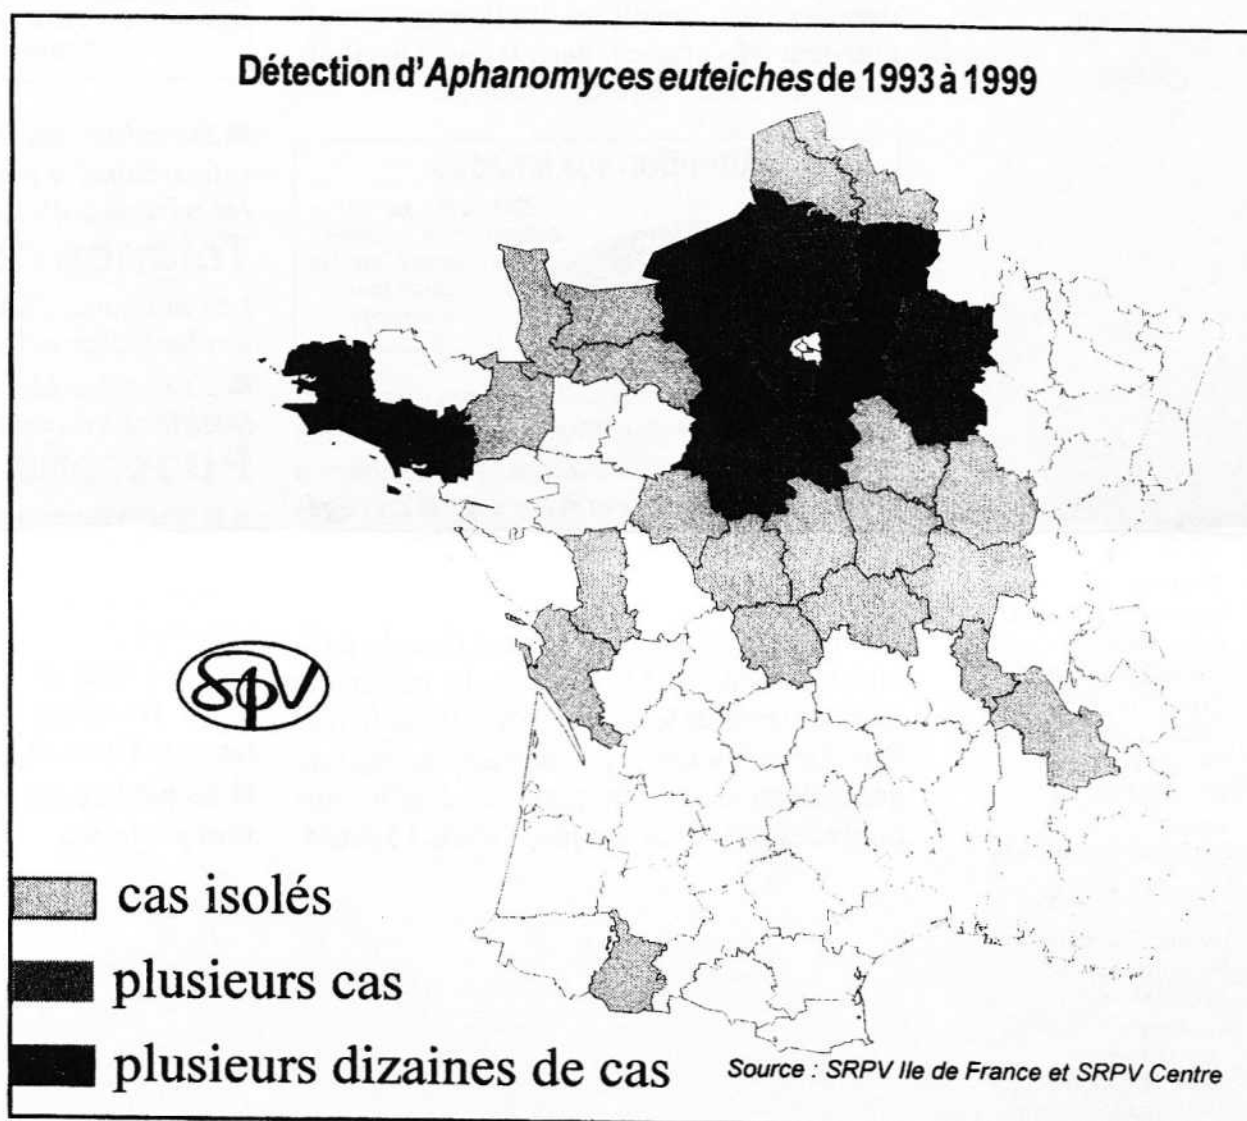 Détection d'Aphanomyces euteiches de 1993 à 1999
SPV
cas isolés
plusieurs cas
plusieurs dizaines de cas
Source : SRPV Ile de France et SRPV Centre